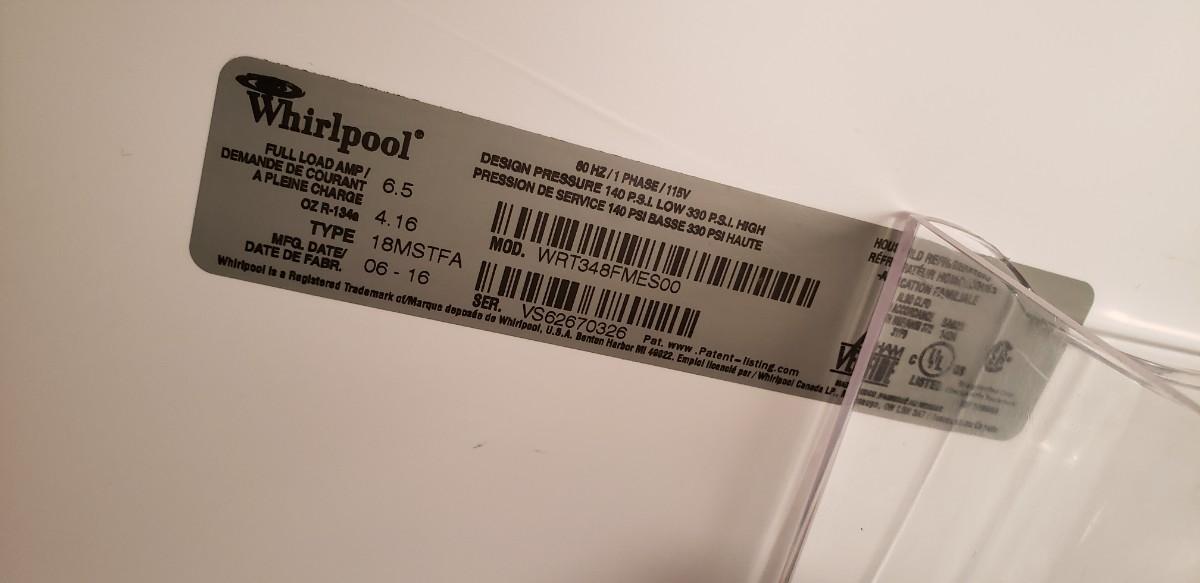 Whirlpool®
FULL LOAD AMP/
DEMANDE DE COURANT
A PLEINE CHARGE 6.5
OZ R-134a 4.16
TYPE 18MSTFA
MFG. DATE/
DATE DE FABR. 06 - 16
60 HZ / 1 PHASE / 115V
DESIGN PRESSURE 140 P.S.I. LOW 330 P.S.I. HIGH
PRESSION DE SERVICE 140 PSI BASSE 330 PSI HAUTE
MOD. WRT348FMES00
SER. VS62670326
Pat. www.Patent-listing.com
Whirlpool is a Registered Trademark of/Marque deposée de Whirlpool, U.S.A. Benton Harbor MI 49022. Emploi licencié par / Whirlpool Canada LP.,
C UL US
LISTED